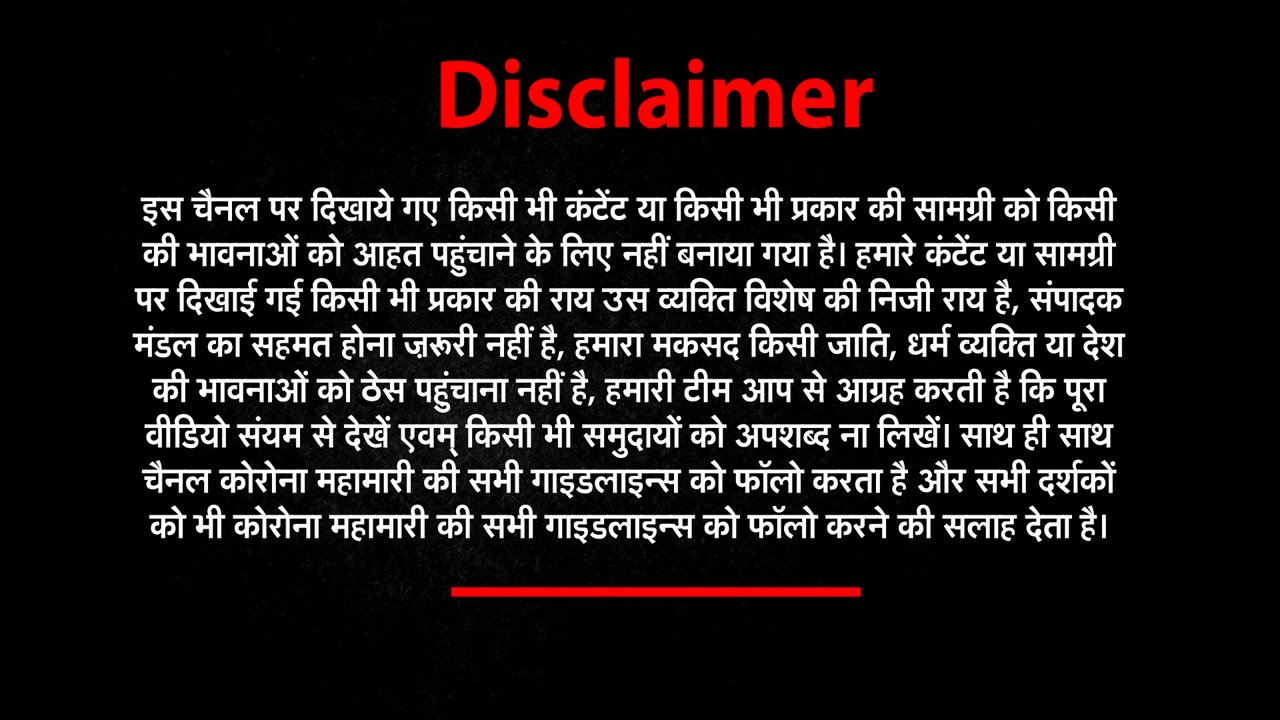 Disclaimer
इस चैनल पर दिखाये गए किसी भी कंटेंट या किसी भी प्रकार की सामग्री को किसी
की भावनाओं को आहत पहुंचाने के लिए नहीं बनाया गया है। हमारे कंटेंट या सामग्री
पर दिखाई गई किसी भी प्रकार की राय उस व्यक्ति विशेष की निजी राय है, संपादक
मंडल का सहमत होना ज़रूरी नहीं है, हमारा मकसद किसी जाति, धर्म व्यक्ति या देश
की भावनाओं को ठेस पहुंचाना नहीं है, हमारी टीम आप से आग्रह करती है कि पूरा
वीडियो संयम से देखें एवम् किसी भी समुदायों को अपशब्द ना लिखें। साथ ही साथ
चैनल कोरोना महामारी की सभी गाइडलाइन्स को फॉलो करता है और सभी दर्शकों
को भी कोरोना महामारी की सभी गाइडलाइन्स को फॉलो करने की सलाह देता है।